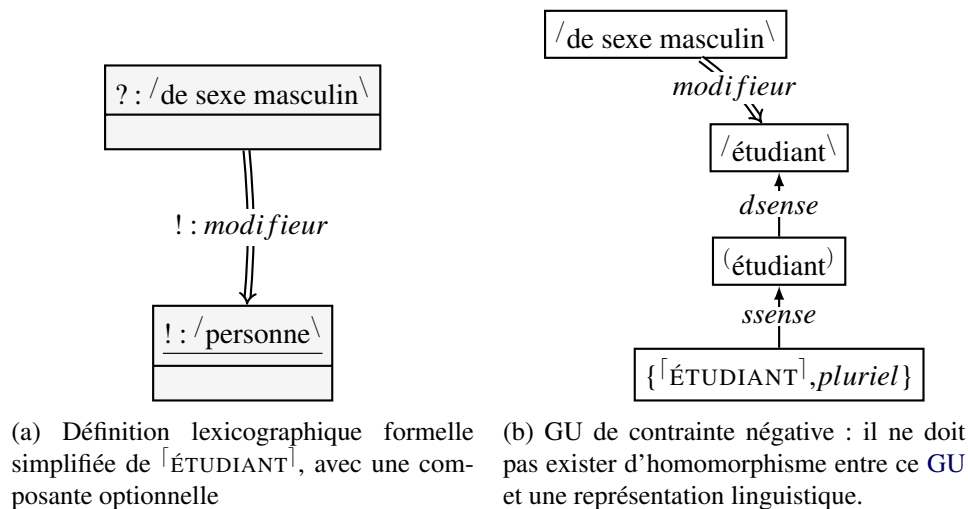 ? : /de sexe masculin\
! : modifieur
! : /personne\
(a) Définition lexicographique formelle
simplifiée de ⌈ÉTUDIANT⌉, avec une com-
posante optionnelle
/de sexe masculin\
modifieur
/étudiant\
dsense
(étudiant)
ssense
{⌈ÉTUDIANT⌉,pluriel}
(b) GU de contrainte négative : il ne doit
pas exister d'homomorphisme entre ce GU
et une représentation linguistique.